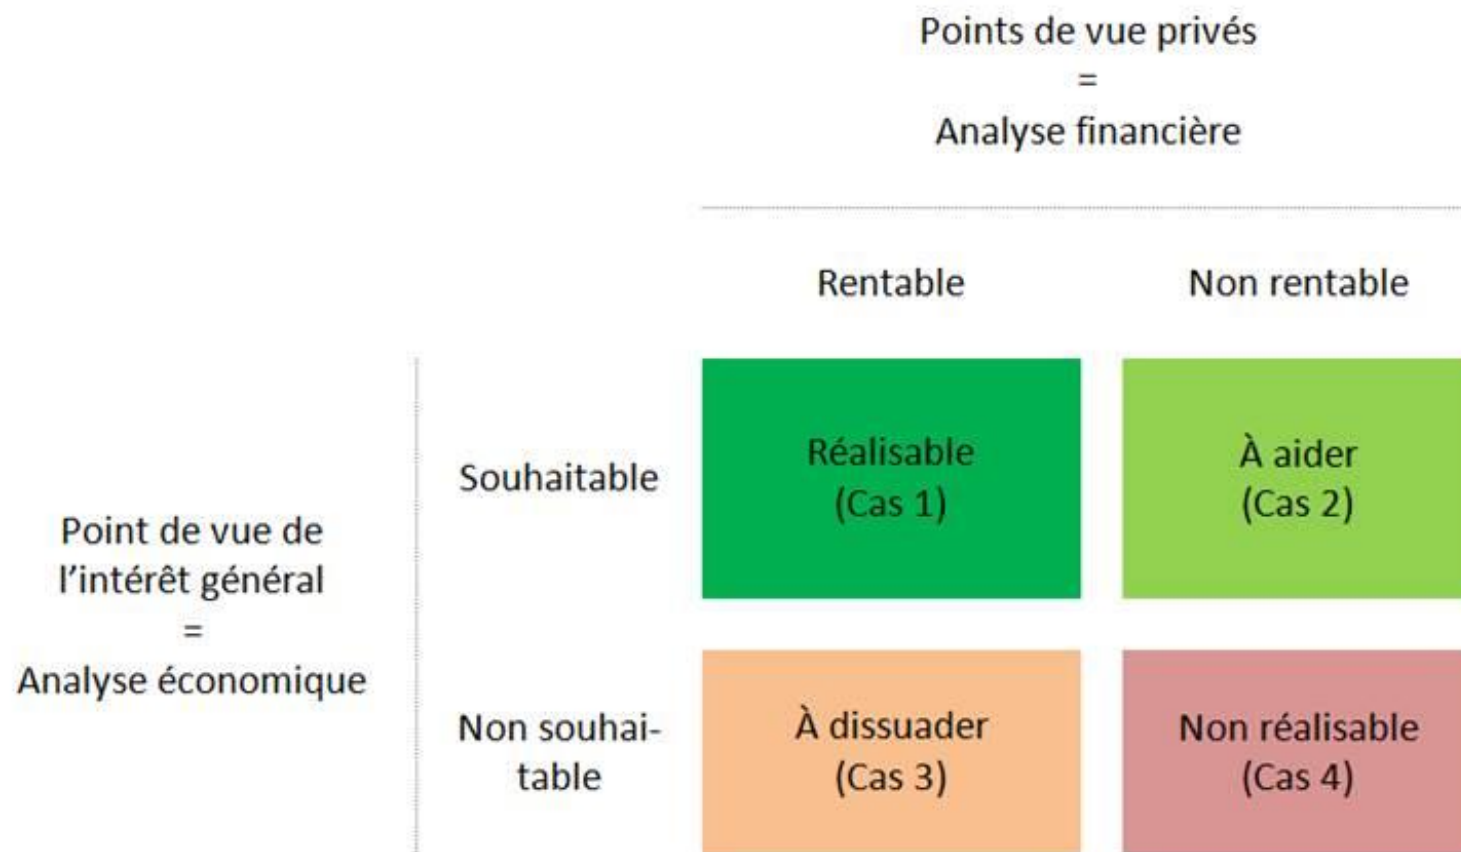 Points de vue privés
=
Analyse financière
Rentable
Non rentable
Point de vue de
l'intérêt général
=
Analyse économique
Souhaitable
Réalisable
(Cas 1)
À aider
(Cas 2)
Non souhai-
table
À dissuader
(Cas 3)
Non réalisable
(Cas 4)